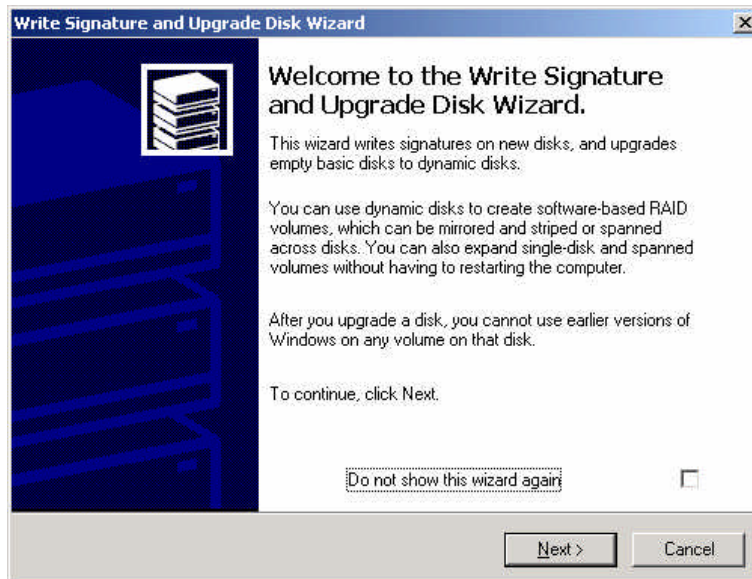 Write Signature and Upgrade Disk Wizard
Welcome to the Write Signature
and Upgrade Disk Wizard.
This wizard writes signatures on new disks, and upgrades
empty basic disks to dynamic disks.
You can use dynamic disks to create software-based RAID
volumes, which can be mirrored and striped or spanned
across disks. You can also expand single-disk and spanned
volumes without having to restarting the computer.
After you upgrade a disk, you cannot use earlier versions of
Windows on any volume on that disk.
To continue, click Next.
Do not show this wizard again
Next >
Cancel